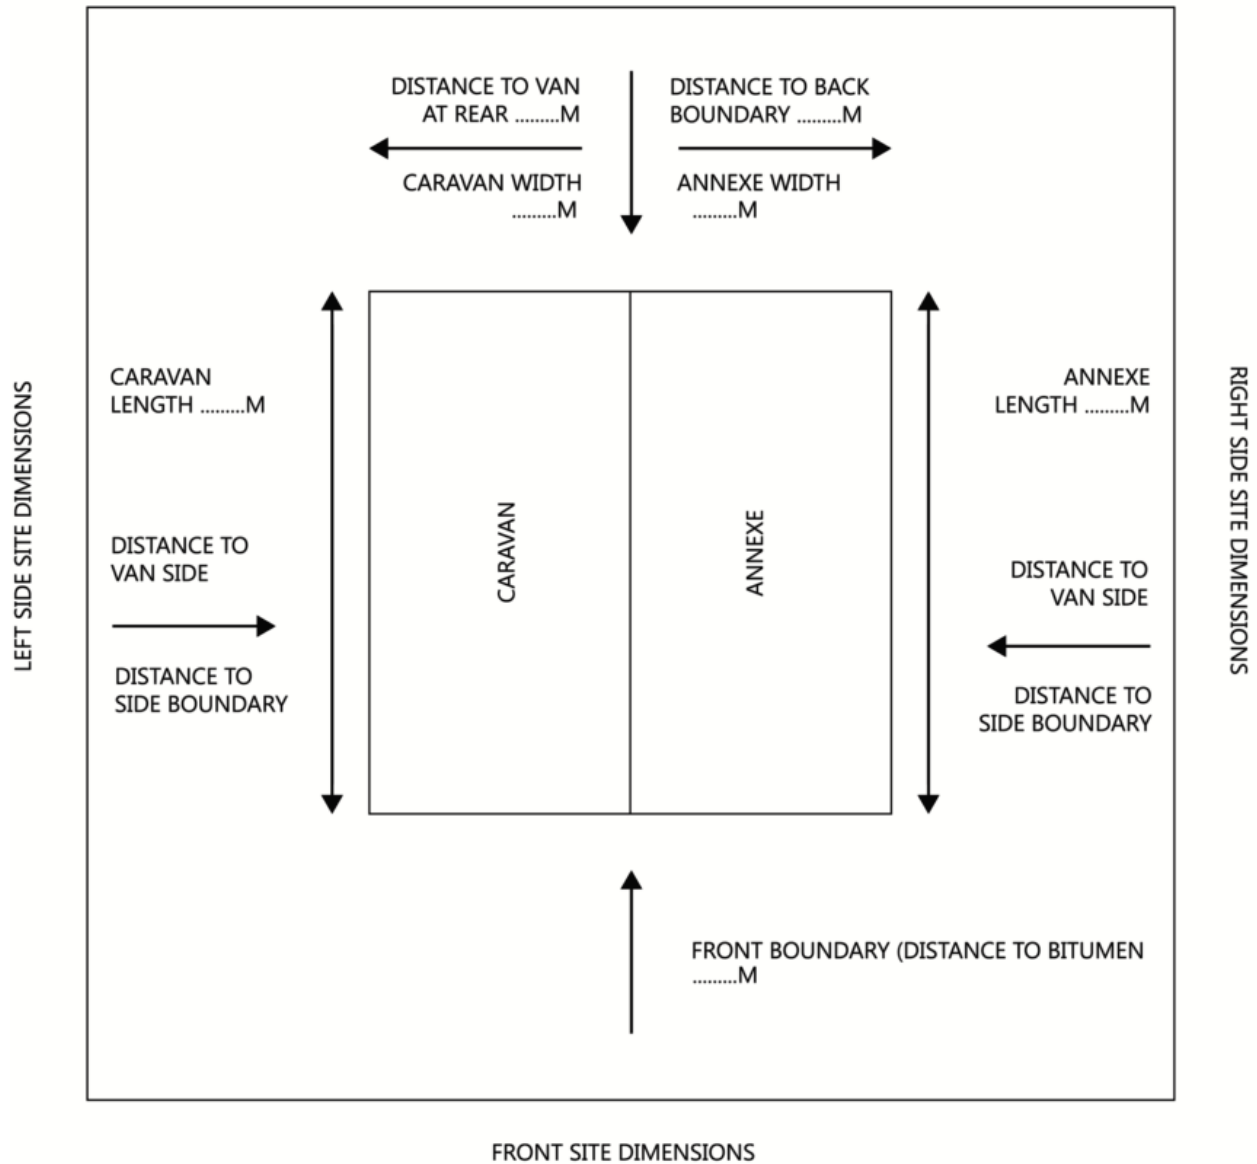 DISTANCE TO VAN
AT REAR .........M
DISTANCE TO BACK
BOUNDARY .........M
CARAVAN WIDTH
.........M
ANNEXE WIDTH
.........M
LEFT SIDE SITE DIMENSIONS
CARAVAN
LENGTH .........M
DISTANCE TO
VAN SIDE
DISTANCE TO
SIDE BOUNDARY
CARAVAN
ANNEXE
ANNEXE
LENGTH .........M
DISTANCE TO
VAN SIDE
DISTANCE TO
SIDE BOUNDARY
RIGHT SIDE SITE DIMENSIONS
FRONT BOUNDARY (DISTANCE TO BITUMEN
.........M
FRONT SITE DIMENSIONS